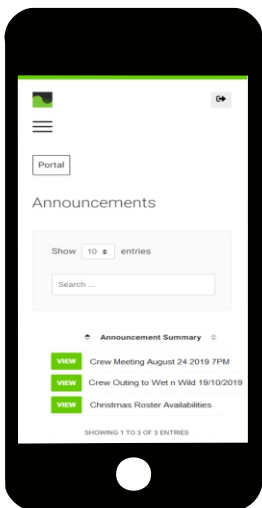 Portal
Announcements
Show 10 entries
Search ...
Announcement Summary
VIEW Crew Meeting August 24 2019 7PM
VIEW Crew Outing to Wet n Wild 19/10/2019
VIEW Christmas Roster Availabilities
SHOWING 1 TO 3 OF 3 ENTRIES